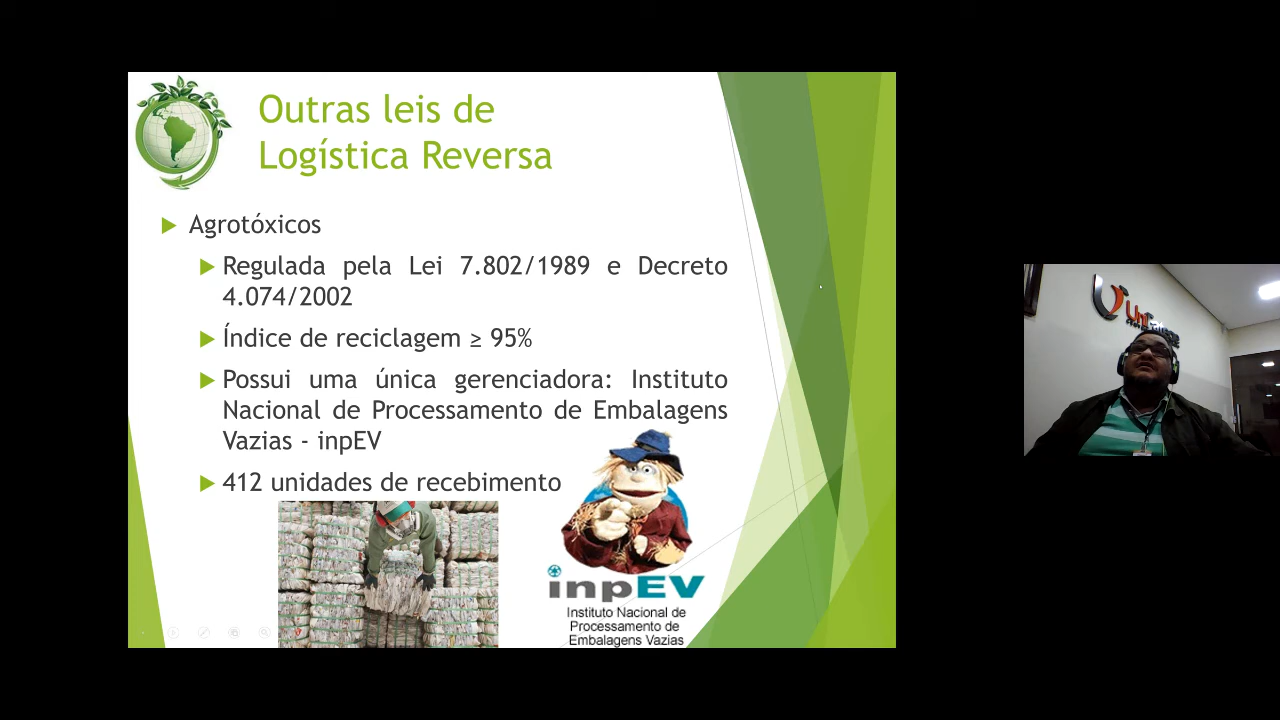 Outras leis de
Logística Reversa
Agrotóxicos
Regulada pela Lei 7.802/1989 e Decreto
4.074/2002
Índice de reciclagem ≥ 95%
Possui uma única gerenciadora: Instituto
Nacional de Processamento de Embalagens
Vazias - inpEV
412 unidades de recebimento
inpEV
Instituto Nacional de
Processamento de
Embalagens Vazias